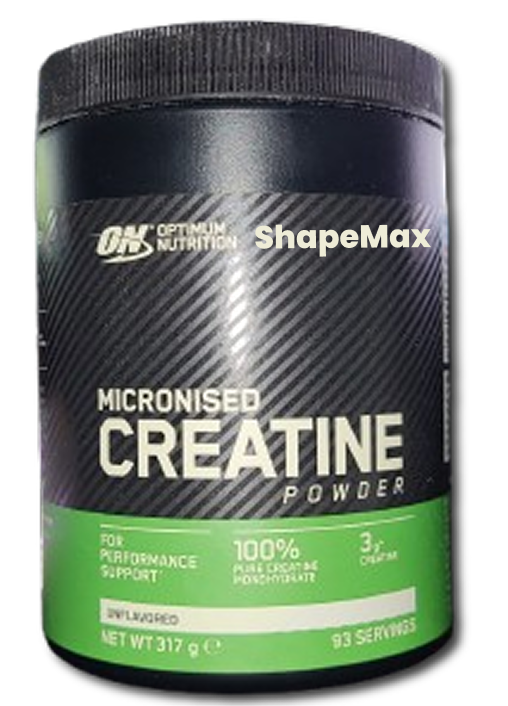 ON OPTIMUM NUTRITION ShapeMax
MICRONISED
CREATINE
POWDER
FOR PERFORMANCE SUPPORT*
100% PURE CREATINE MONOHYDRATE
3g* CREATINE
UNFLAVORED
NET WT 317 g ℮
93 SERVINGS